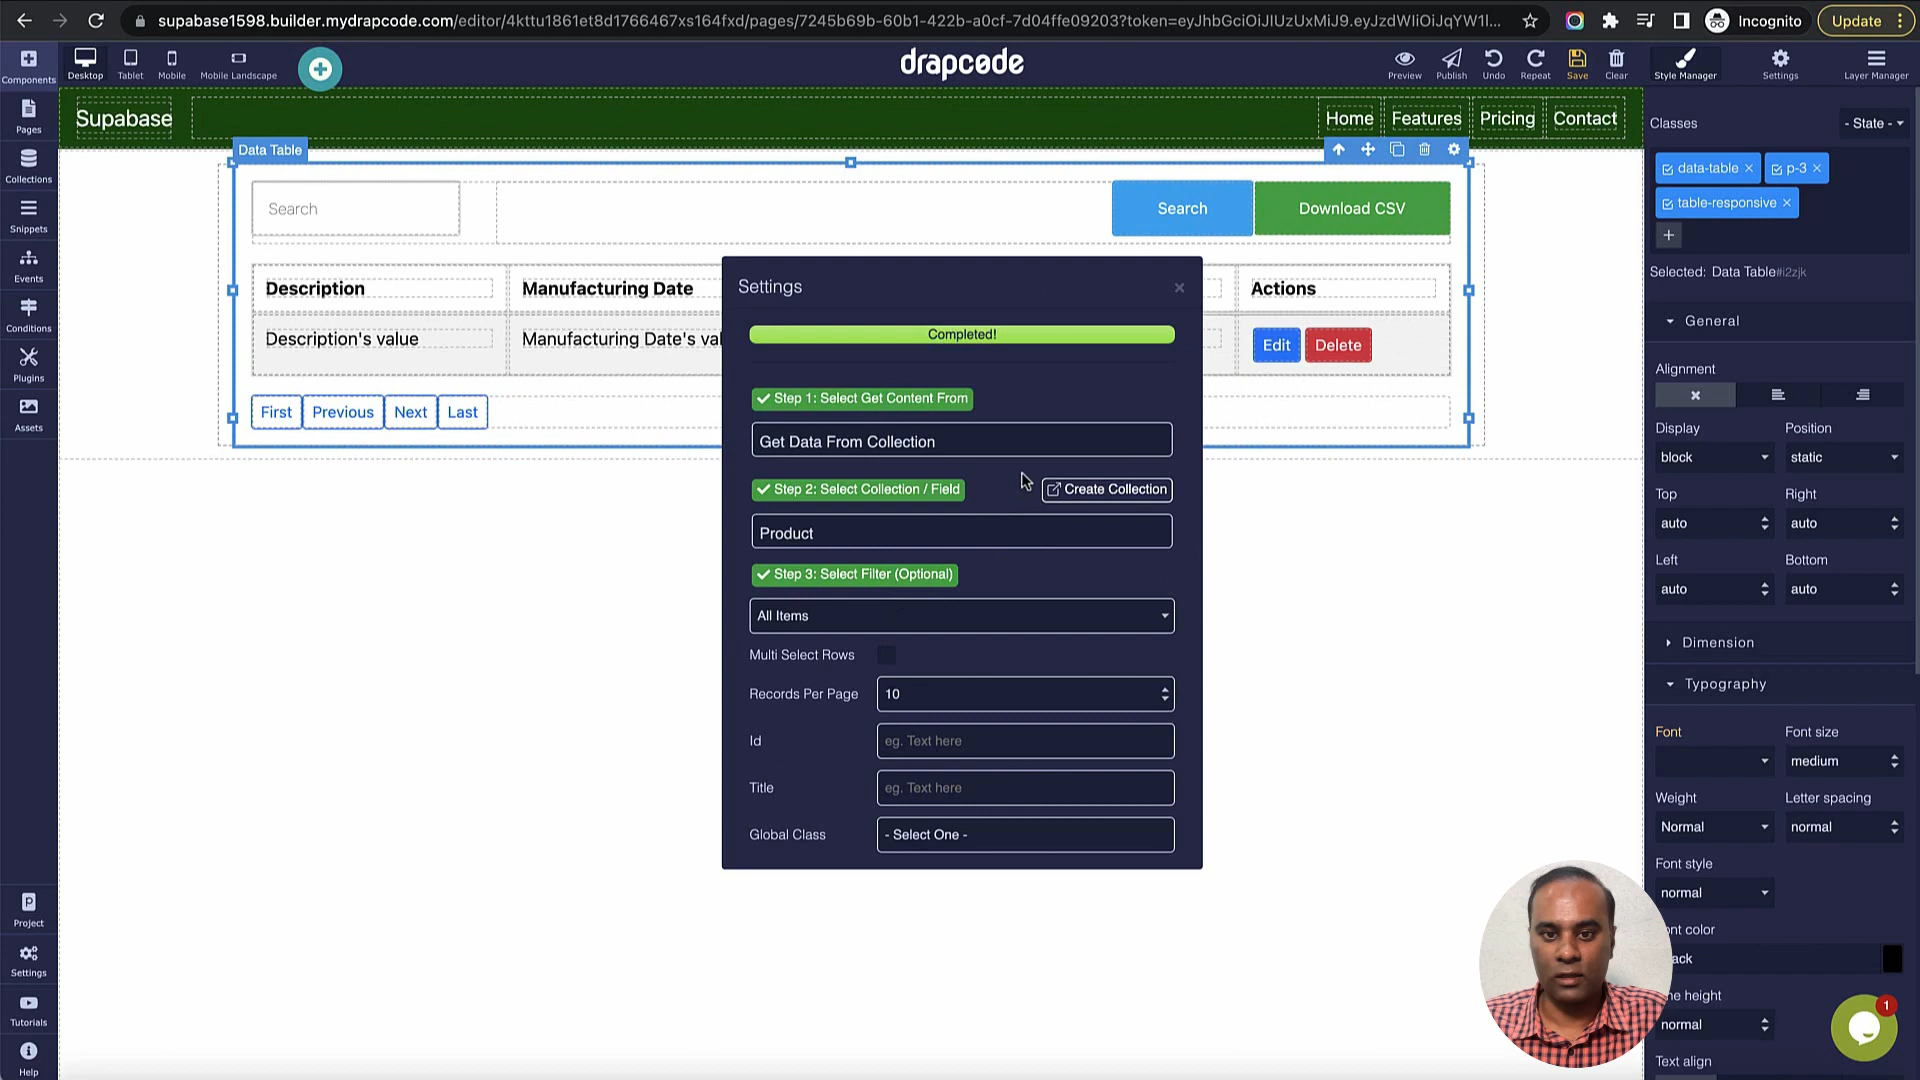 supabase1598.builder.mydrapcode.com/editor/4kttu1861et8d1766467xs164fxd/pages/7245b69b-60b1-422b-a0cf-7d04ffe09203?token=eyJhbGciOiJIUzUxMiJ9.eyJzdWIiOiJqYW1l...
Incognito
Update
Components
Desktop
Tablet
Mobile
Mobile Landscape
drapcode
Preview
Publish
Undo
Repeat
Save
Clear
Style Manager
Settings
Layer Manager
Pages
Collections
Snippets
Events
Conditions
Plugins
Assets
Project
Settings
Tutorials
Help
Supabase
Home
Features
Pricing
Contact
Data Table
Search
Search
Download CSV
Description
Manufacturing Date
Actions
Description's value
Manufacturing Date's val
Edit
Delete
First
Previous
Next
Last
Settings
Completed!
Step 1: Select Get Content From
Get Data From Collection
Step 2: Select Collection / Field
Create Collection
Product
Step 3: Select Filter (Optional)
All Items
Multi Select Rows
Records Per Page
10
Id
eg. Text here
Title
eg. Text here
Global Class
- Select One -
Classes
- State -
data-table
p-3
table-responsive
Selected: Data Table#i2zjk
General
Alignment
Display
Position
block
static
Top
Right
auto
auto
Left
Bottom
auto
auto
Dimension
Typography
Font
Font size
medium
Weight
Letter spacing
Normal
normal
Font style
normal
ont color
ack
ne height
normal
Text align
1